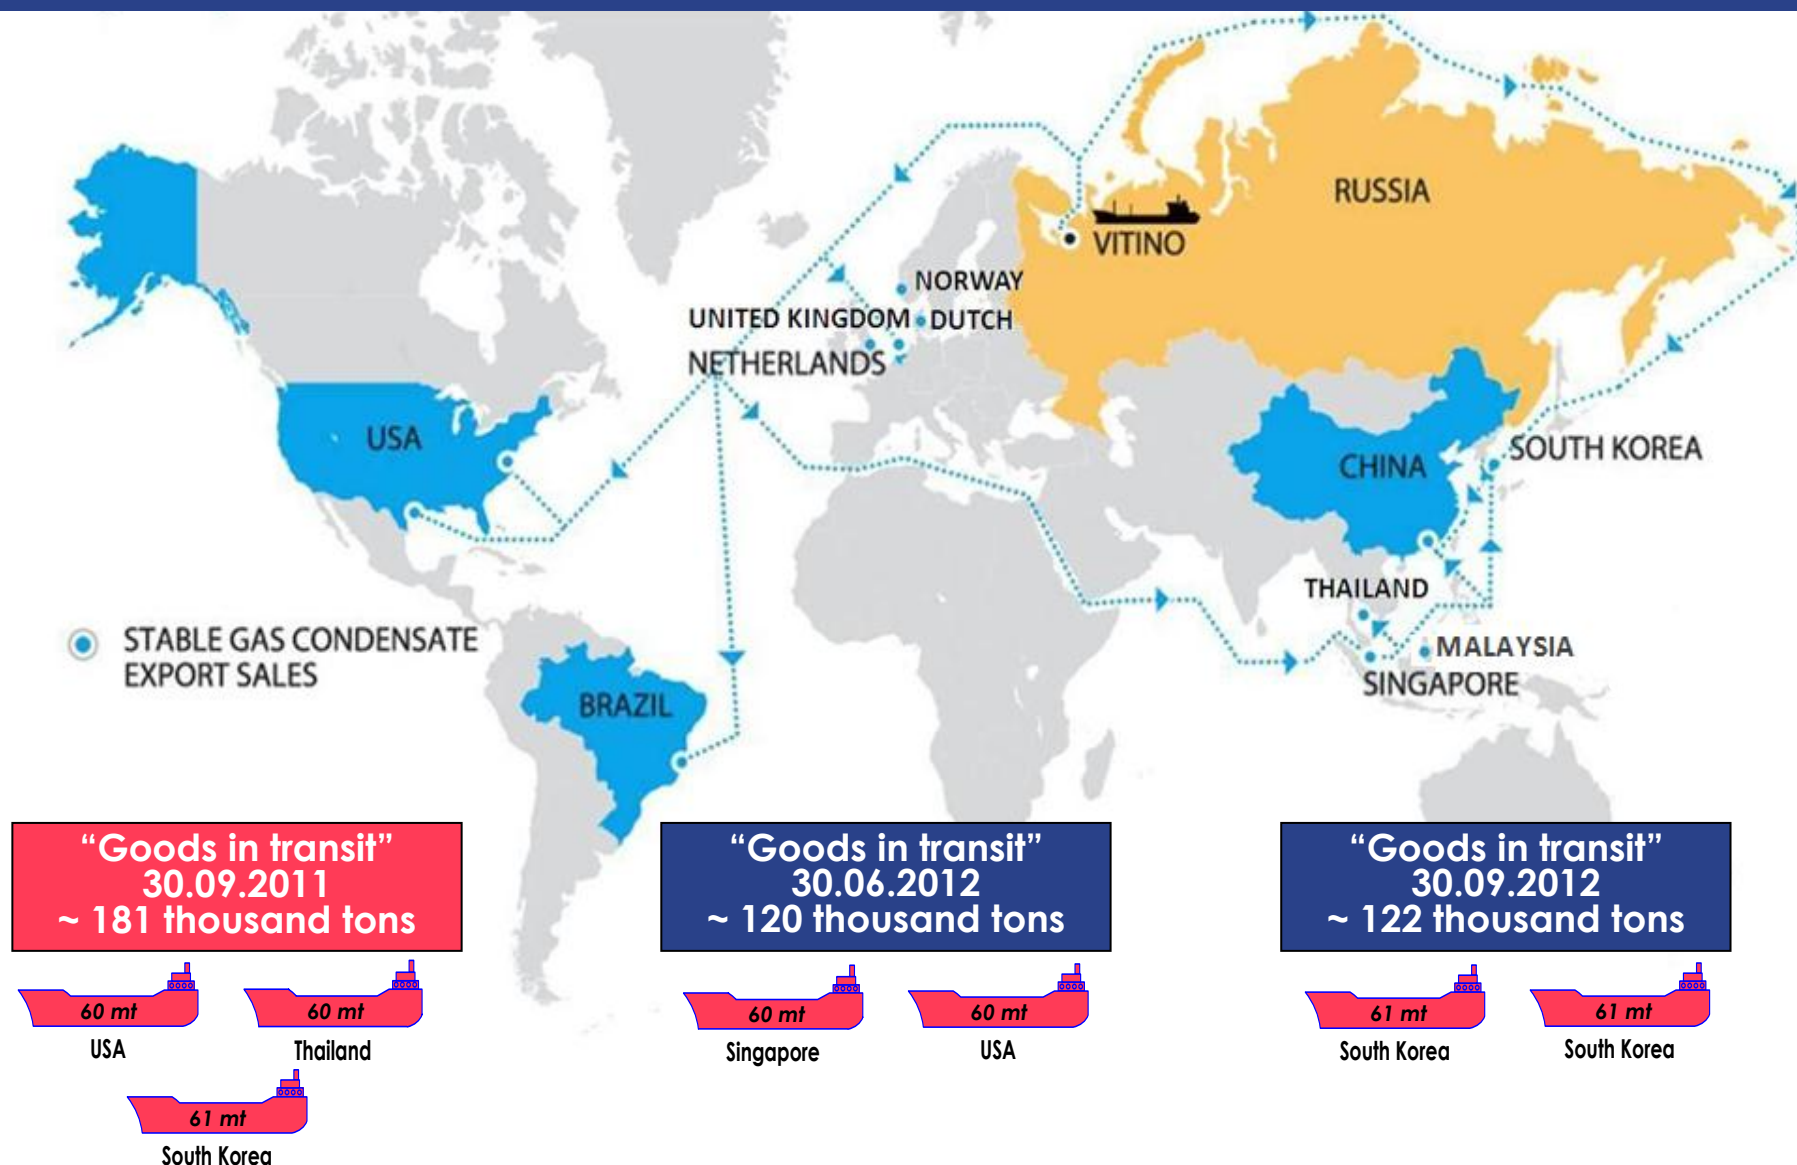 RUSSIA
VITINO
NORWAY
UNITED KINGDOM
DUTCH
NETHERLANDS
USA
CHINA
SOUTH KOREA
THAILAND
MALAYSIA
SINGAPORE
BRAZIL
STABLE GAS CONDENSATE
EXPORT SALES
“Goods in transit”
30.09.2011
~ 181 thousand tons
60 mt
USA
60 mt
Thailand
61 mt
South Korea
“Goods in transit”
30.06.2012
~ 120 thousand tons
60 mt
Singapore
60 mt
USA
“Goods in transit”
30.09.2012
~ 122 thousand tons
61 mt
South Korea
61 mt
South Korea